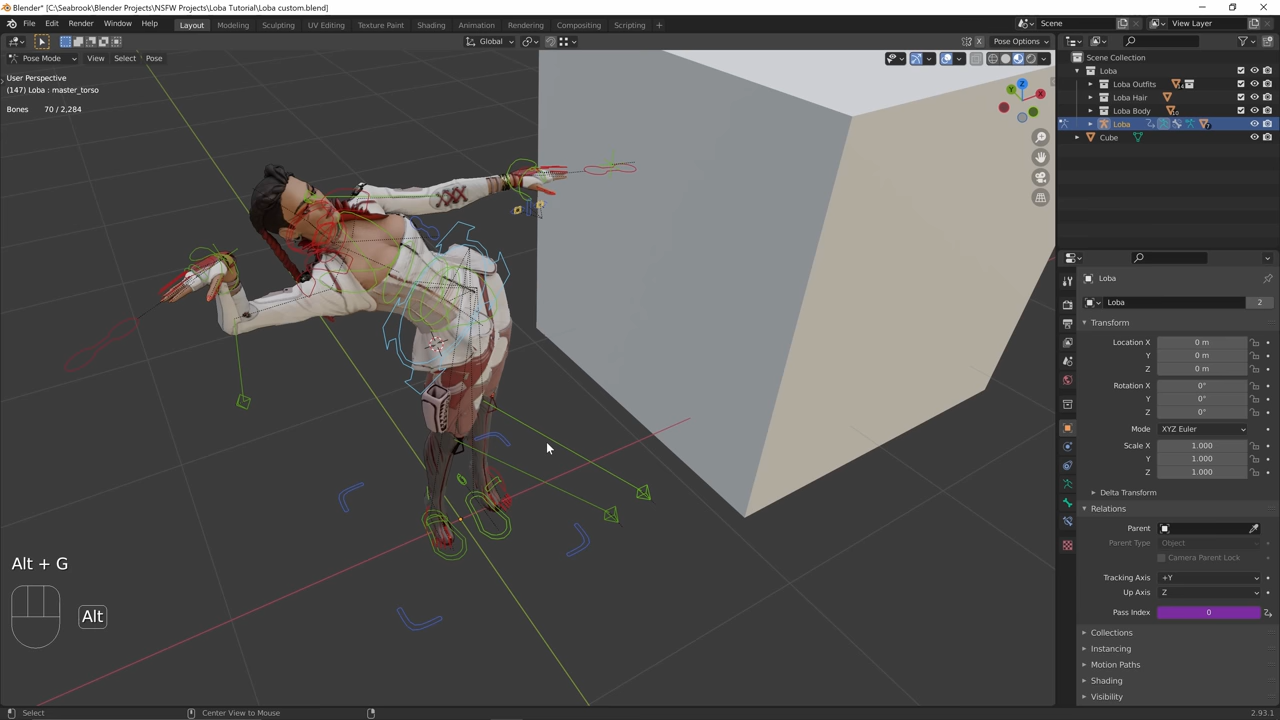 Blender* [C:\Seabrook\Blender Projects\NSFW Projects\Loba Tutorial\Loba custom.blend]
File Edit Render Window Help Layout Modeling Sculpting UV Editing Texture Paint Shading Animation Rendering Compositing Scripting + Scene View Layer
Global X Pose Options
Pose Mode View Select Pose
User Perspective
(147) Loba : master_torso
Bones 70 / 2,284
Z
Y
X
Alt + G
Alt
Scene Collection
Loba
Loba Outfits
Loba Hair
Loba Body
Loba
Cube
Loba
Loba 2
Transform
Location X 0 m
Y 0 m
Z 0 m
Rotation X 0°
Y 0°
Z 0°
Mode XYZ Euler
Scale X 1.000
Y 1.000
Z 1.000
Delta Transform
Relations
Parent
Parent Type Object
Camera Parent Lock
Tracking Axis +Y
Up Axis Z
Pass Index 0
Collections
Instancing
Motion Paths
Shading
Visibility
Select Center View to Mouse 2.93.1